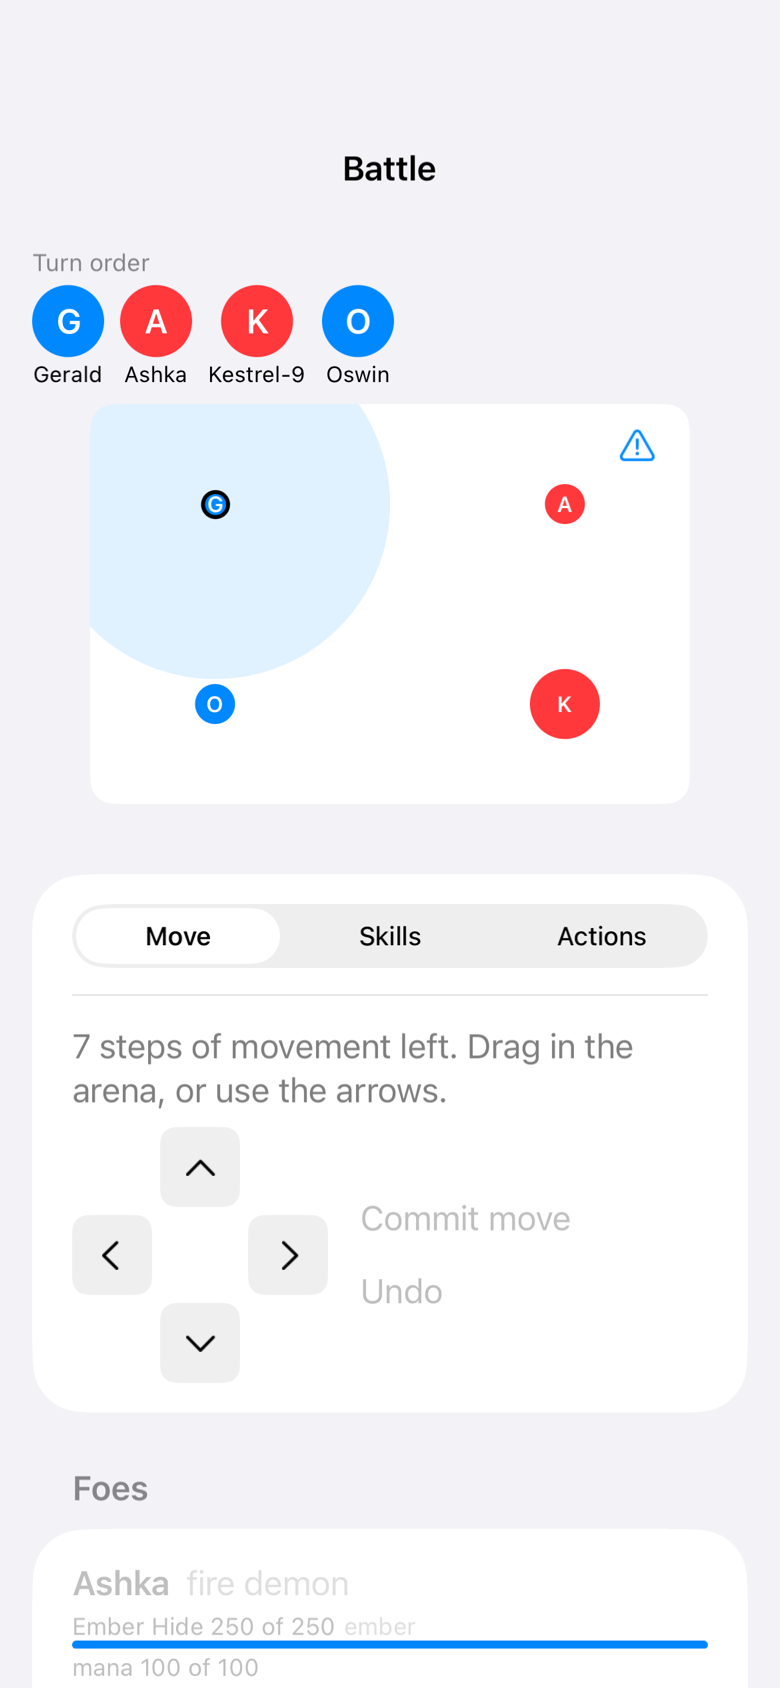 Battle
Turn order
G A K O
Gerald Ashka Kestrel-9 Oswin
G A
O K
Move Skills Actions
7 steps of movement left. Drag in the
arena, or use the arrows.
Commit move
Undo
Foes
Ashka fire demon
Ember Hide 250 of 250 ember
mana 100 of 100